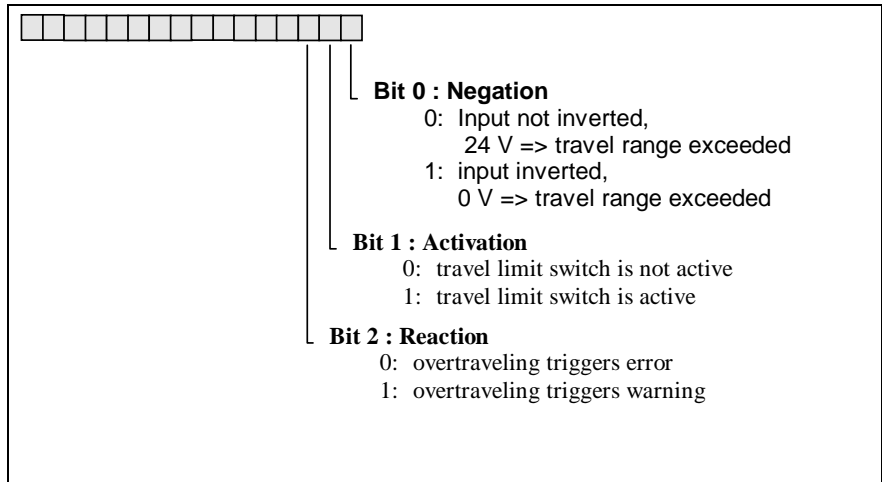 Bit 0 : Negation
0: Input not inverted,
24 V => travel range exceeded
1: input inverted,
0 V => travel range exceeded
Bit 1 : Activation
0: travel limit switch is not active
1: travel limit switch is active
Bit 2 : Reaction
0: overtraveling triggers error
1: overtraveling triggers warning